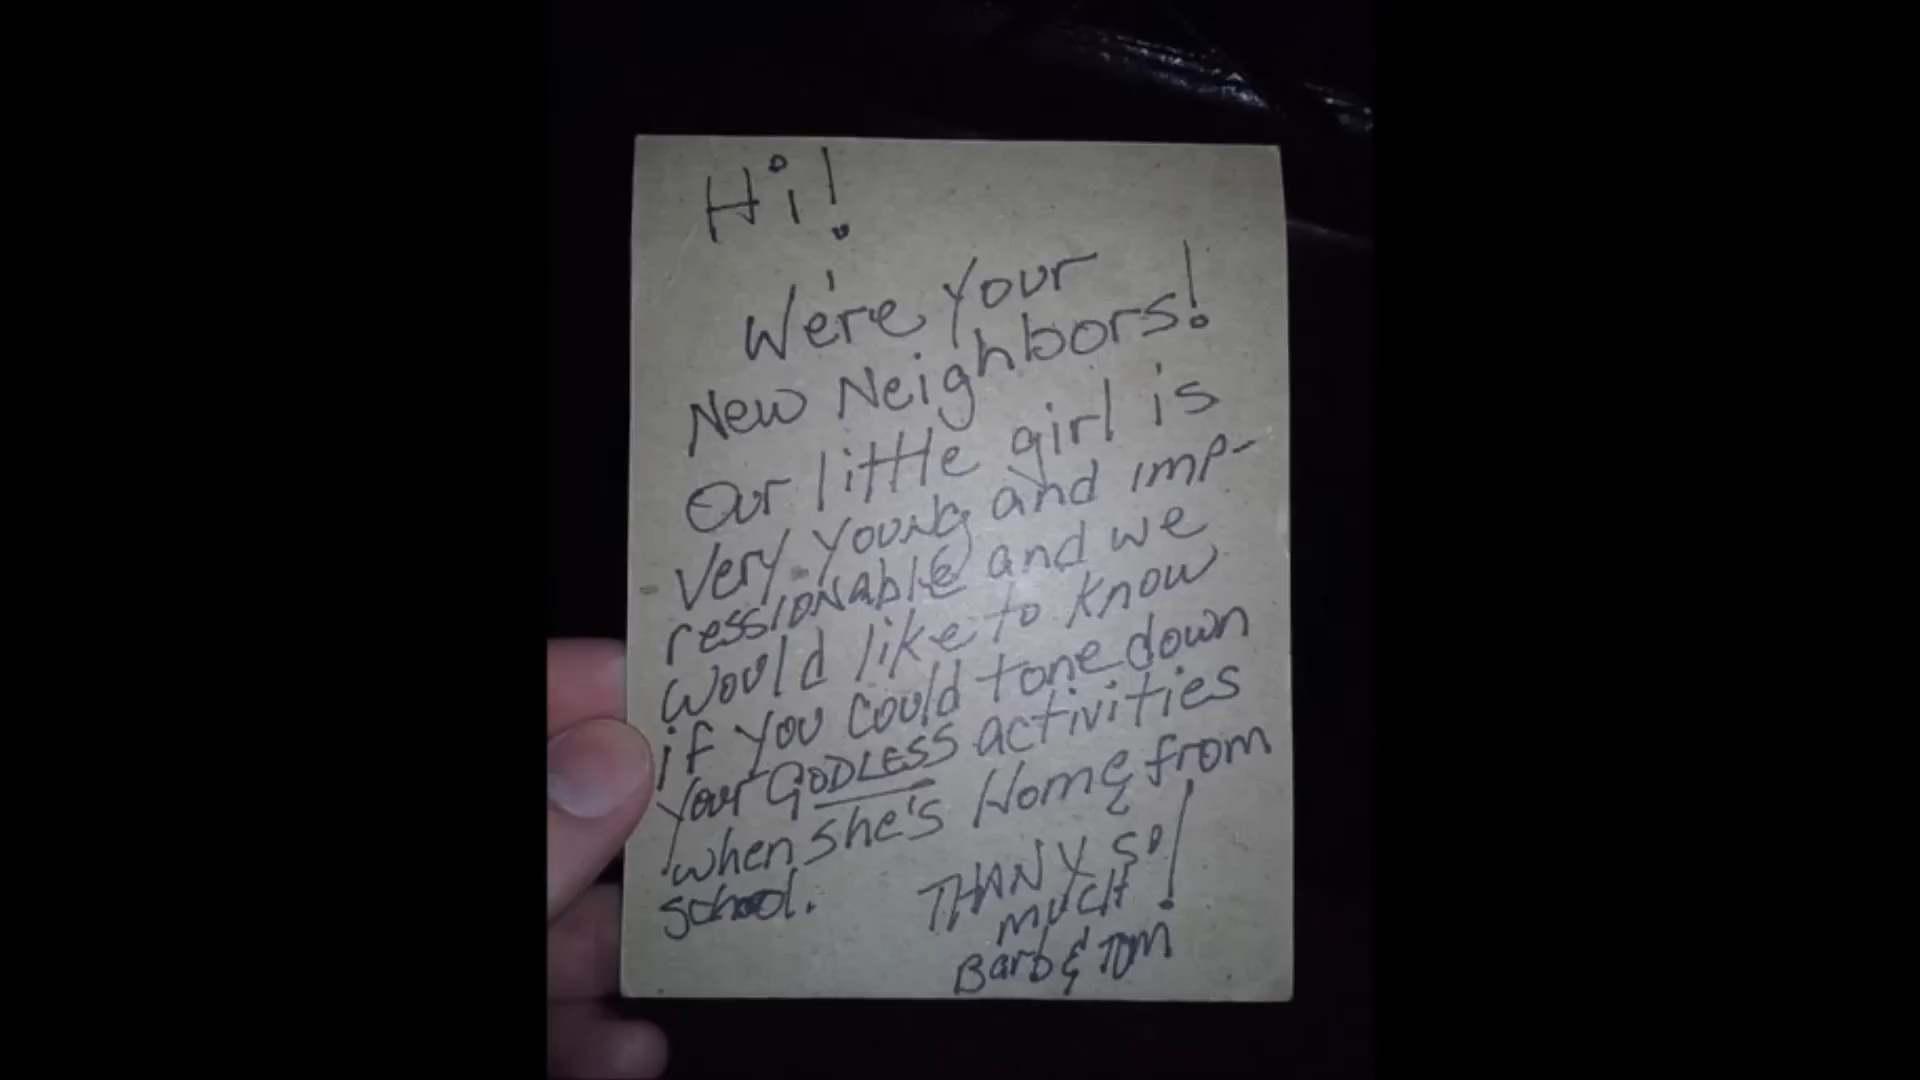 Hi!
We're your
New Neighbors!
Our little girl is
very young and imp-
ressionable and we
would like to know
if you could tone down
your GODLESS activities
when she's Home from
school.
THANX SO
MUCH!
Barb & Tom